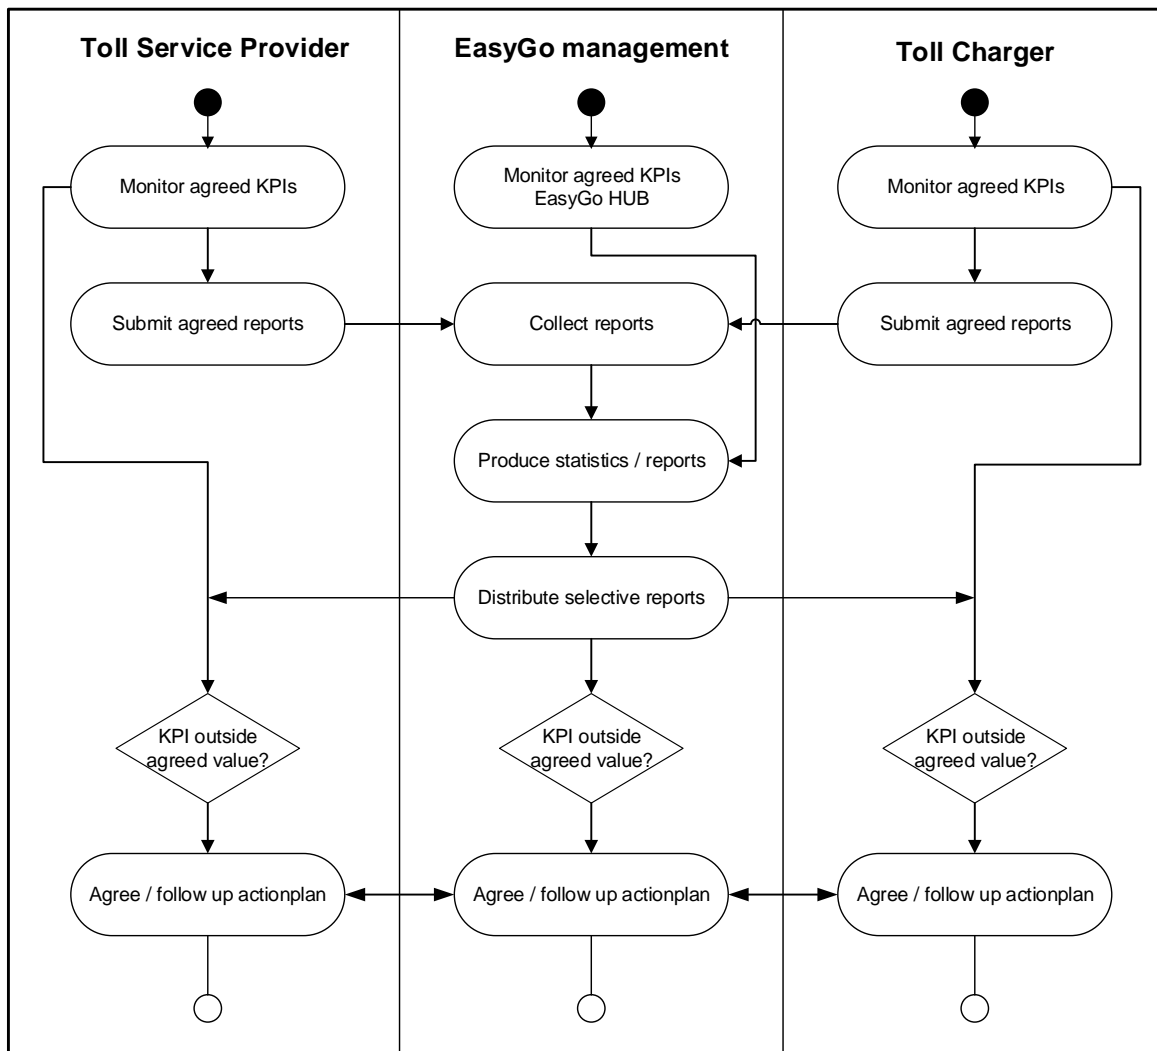 Toll Service Provider
EasyGo management
Toll Charger
Monitor agreed KPIs
Monitor agreed KPIs
EasyGo HUB
Monitor agreed KPIs
Submit agreed reports
Collect reports
Submit agreed reports
Produce statistics / reports
Distribute selective reports
KPI outside
agreed value?
KPI outside
agreed value?
KPI outside
agreed value?
Agree / follow up actionplan
Agree / follow up actionplan
Agree / follow up actionplan